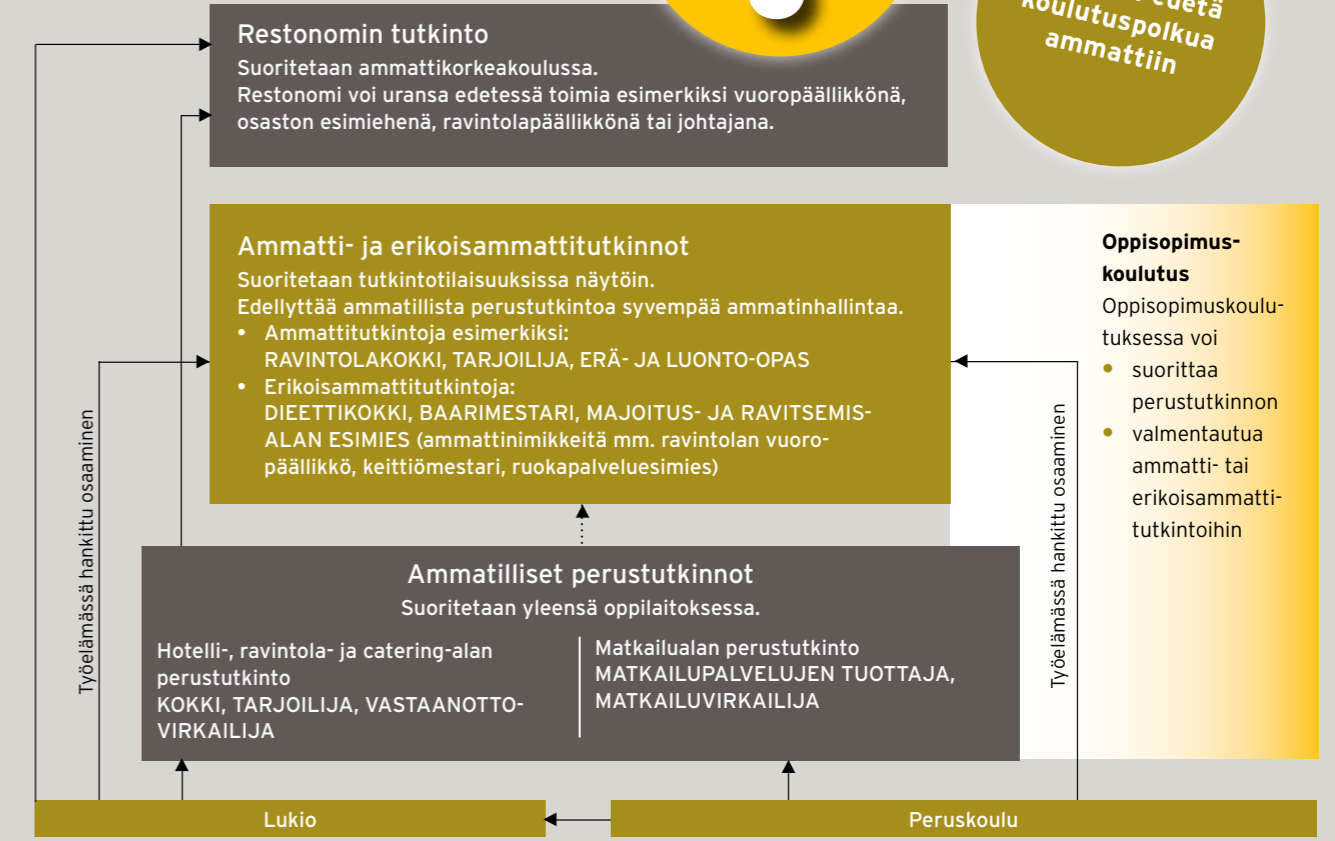 edetä
koulutuspolkua
ammattiin
Restonomin tutkinto
Suoritetaan ammattikorkeakoulussa.
Restonomi voi uransa edetessä toimia esimerkiksi vuoropäällikkönä,
osaston esimiehenä, ravintolapäällikkönä tai johtajana.
Ammatti- ja erikoisammattitutkinnot
Suoritetaan tutkintotilaisuuksissa näytöin.
Edellyttää ammatillista perustutkintoa syvempää ammatinhallintaa.
• Ammattitutkintoja esimerkiksi:
RAVINTOLAKOKKI, TARJOILIJA, ERÄ- JA LUONTO-OPAS
• Erikoisammattitutkintoja:
DIEETTIKOKKI, BAARIMESTARI, MAJOITUS- JA RAVITSEMIS-
ALAN ESIMIES (ammattinimikkeitä mm. ravintolan vuoro-
päällikkö, keittiömestari, ruokapalveluesimies)
Oppisopimus-
koulutus
Oppisopimuskoulu-
tuksessa voi
• suorittaa
perustutkinnon
• valmentautua
ammatti- tai
erikoisammatti-
tutkintoihin
Työelämässä hankittu osaaminen
Työelämässä hankittu osaaminen
Ammatilliset perustutkinnot
Suoritetaan yleensä oppilaitoksessa.
Hotelli-, ravintola- ja catering-alan
perustutkinto
KOKKI, TARJOILIJA, VASTAANOTTO-
VIRKAILIJA
Matkailualan perustutkinto
MATKAILUPALVELUJEN TUOTTAJA,
MATKAILUVIRKAILIJA
Lukio
Peruskoulu